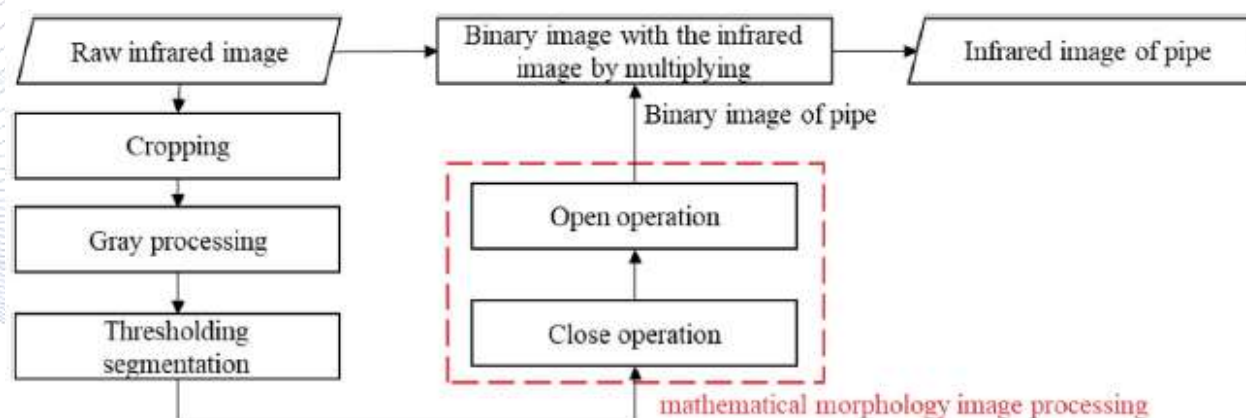 Raw infrared image
Binary image with the infrared
image by multiplying
Infrared image of pipe
Binary image of pipe
Cropping
Gray processing
Thresholding
segmentation
Open operation
Close operation
mathematical morphology image processing